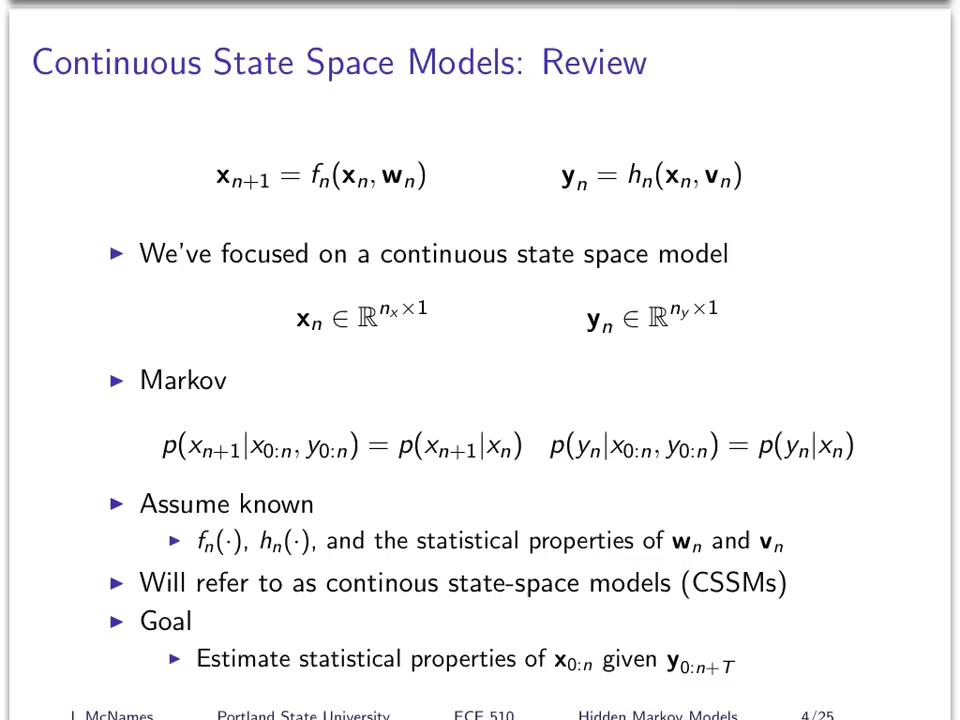 Continuous State Space Models: Review
x_{n+1} = f_n(x_n, w_n) y_n = h_n(x_n, v_n)
► We've focused on a continuous state space model
x_n ∈ ℝ^{n_x×1} y_n ∈ ℝ^{n_y×1}
► Markov
p(x_{n+1}|x_{0:n}, y_{0:n}) = p(x_{n+1}|x_n) p(y_n|x_{0:n}, y_{0:n}) = p(y_n|x_n)
► Assume known
► f_n(·), h_n(·), and the statistical properties of w_n and v_n
► Will refer to as continous state-space models (CSSMs)
► Goal
► Estimate statistical properties of x_{0:n} given y_{0:n+T}
J. McNames Portland State University ECE 510 Hidden Markov Models 4/25